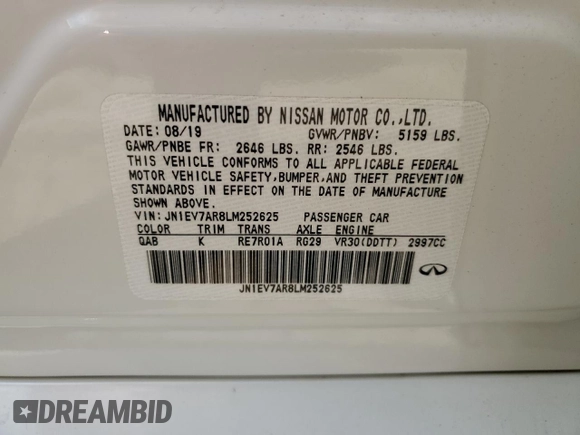 MANUFACTURED BY NISSAN MOTOR CO.,LTD.
DATE: 08/19 GVWR/PNBV: 5159 LBS.
GAWR/PNBE FR: 2646 LBS. RR: 2546 LBS.
THIS VEHICLE CONFORMS TO ALL APPLICABLE FEDERAL
MOTOR VEHICLE SAFETY,BUMPER,AND THEFT PREVENTION
STANDARDS IN EFFECT ON THE DATE OF MANUFACTURE
SHOWN ABOVE.
VIN: JN1EV7AR8LM252625 PASSENGER CAR
COLOR TRIM TRANS AXLE ENGINE
QAB K RE7R01A RG29 VR30(DDTT) 2997CC
JN1EV7AR8LM252625
INFINITI
DREAMBID